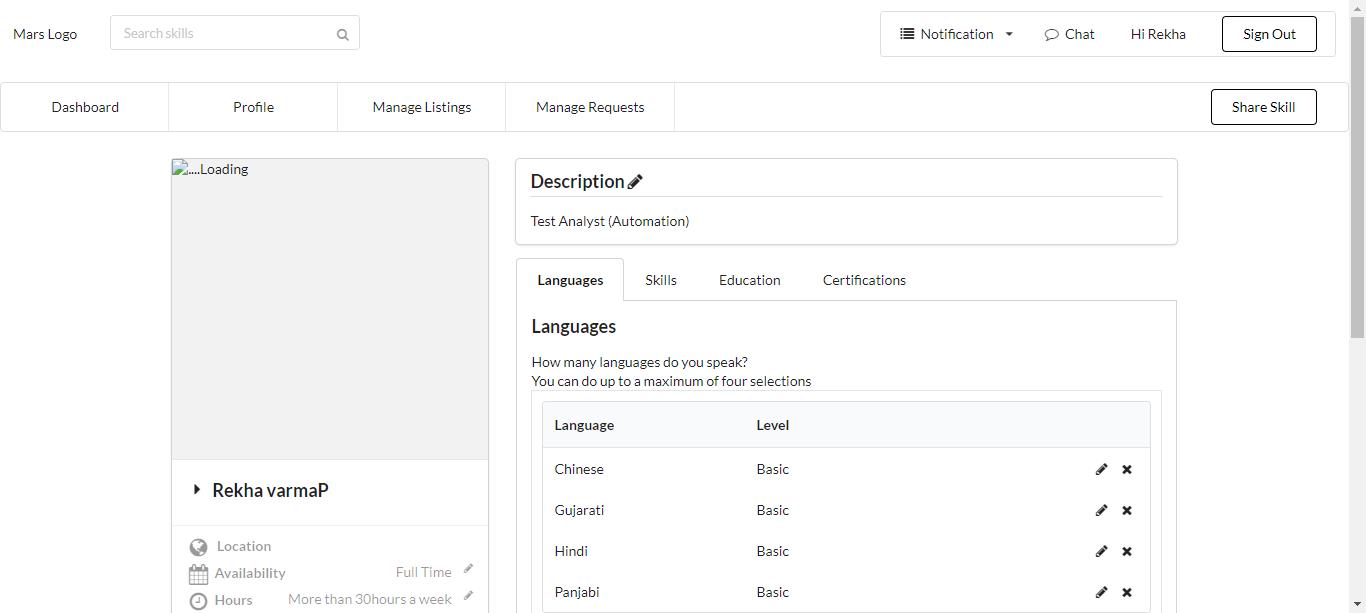 Mars Logo
Search skills
Notification
Chat
Hi Rekha
Sign Out
Dashboard
Profile
Manage Listings
Manage Requests
Share Skill
....Loading
Rekha varmaP
Location
Availability Full Time
Hours More than 30hours a week
Description
Test Analyst (Automation)
Languages Skills Education Certifications
Languages
How many languages do you speak?
You can do up to a maximum of four selections
Language Level
Chinese Basic
Gujarati Basic
Hindi Basic
Panjabi Basic